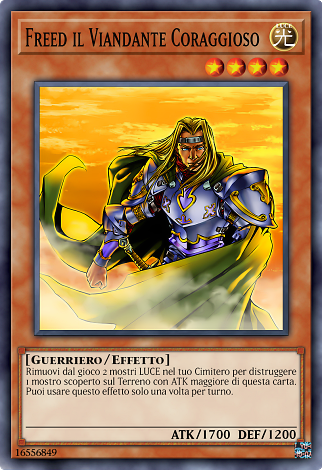 Freed il Viandante Coraggioso
光
[Guerriero/Effetto]
Rimuovi dal gioco 2 mostri LUCE nel tuo Cimitero per distruggere
1 mostro scoperto sul Terreno con ATK maggiore di questa carta.
Puoi usare questo effetto solo una volta per turno.
ATK/1700 DEF/1200
16556849